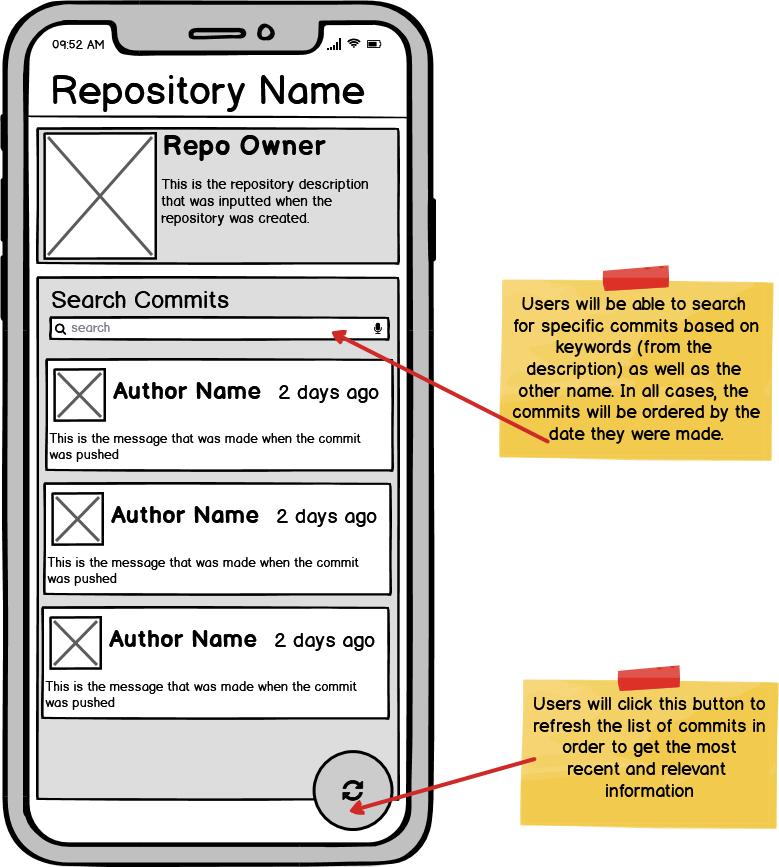 09:52 AM
Repository Name
Repo Owner
This is the repository description
that was inputted when the
repository was created.
Search Commits
search
Author Name 2 days ago
This is the message that was made when the commit
was pushed
Author Name 2 days ago
This is the message that was made when the commit
was pushed
Author Name 2 days ago
This is the message that was made when the commit
was pushed
Users will be able to search
for specific commits based on
keywords (from the
description) as well as the
other name. In all cases, the
commits will be ordered by the
date they were made.
Users will click this button to
refresh the list of commits in
order to get the most
recent and relevant
information